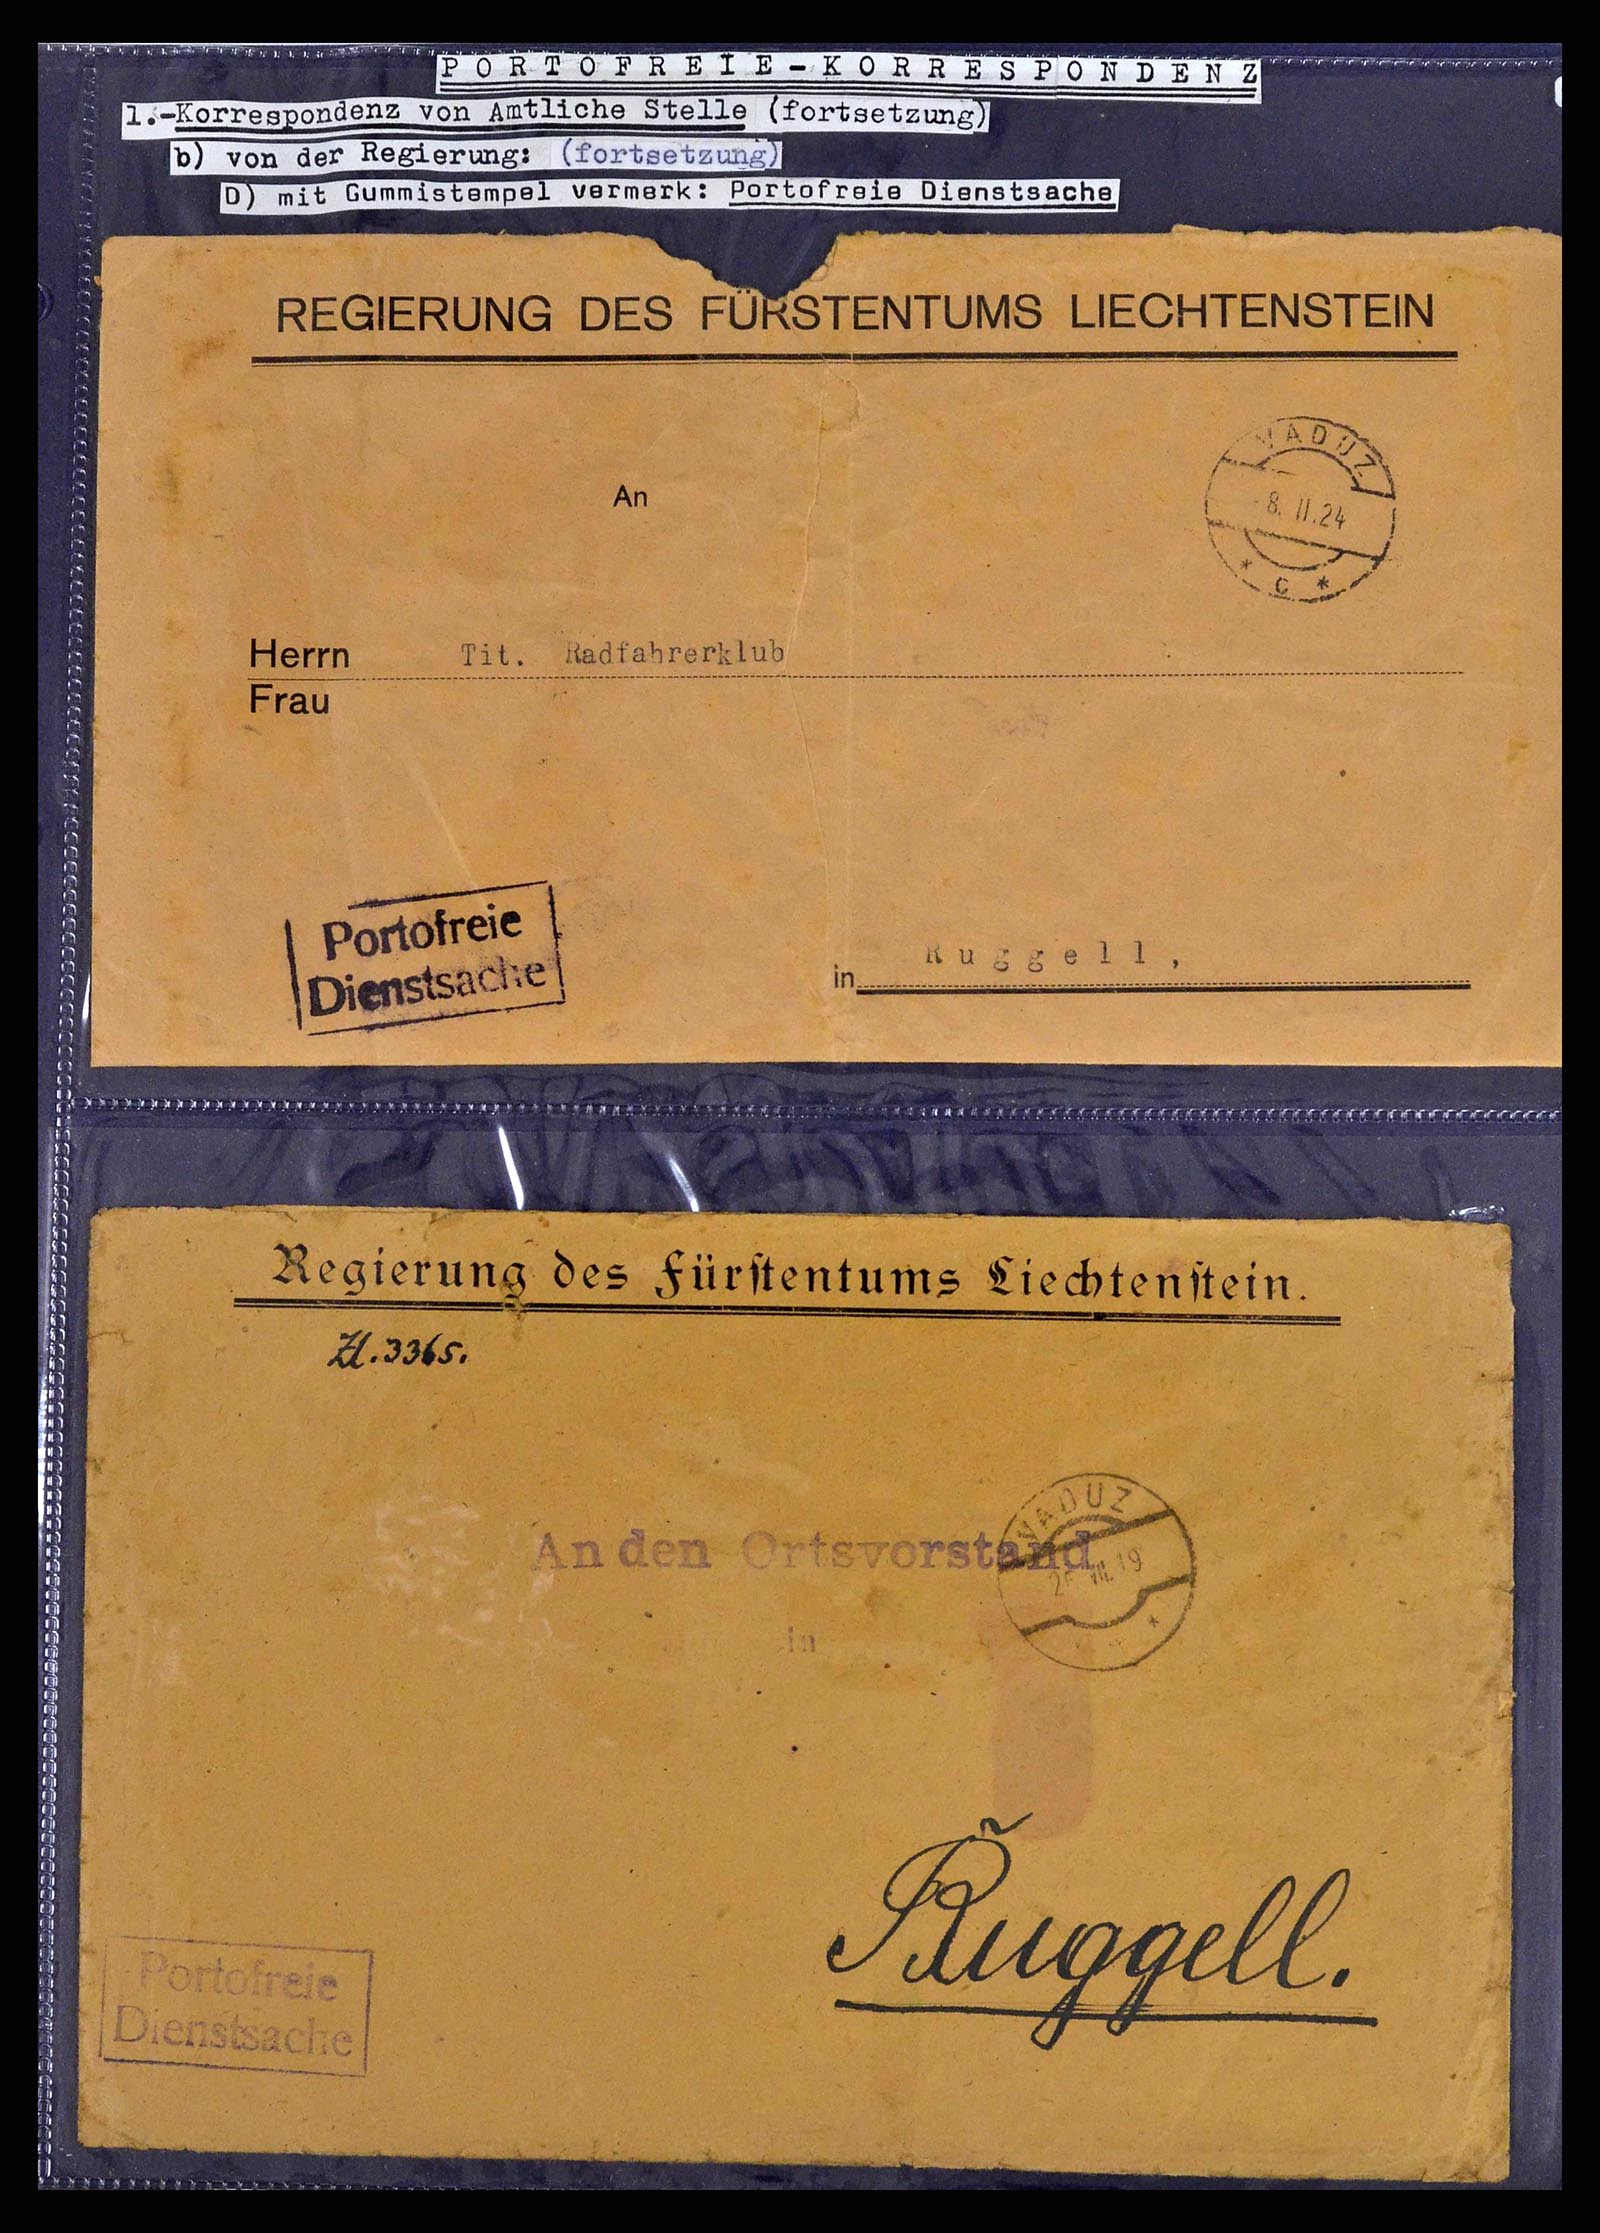 PORTOFREIE-KORRESPONDENZ
1.-Korrespondenz von Amtliche Stelle (fortsetzung)
b) von der Regierung: (fortsetzung)
D) mit Gummistempel vermerk: Portofreie Dienstsache
REGIERUNG DES FÜRSTENTUMS LIECHTENSTEIN
VADUZ
-8. II. 24
* c *
An
Herrn Tit. Radfahrerklub
Frau
Portofreie
Dienstsache
in Ruggell,
Regierung des Fürstentums Liechtenstein.
Zl. 3365.
VADUZ
An den Ortsvorstand
in
Ruggell.
Portofreie
Dienstsache